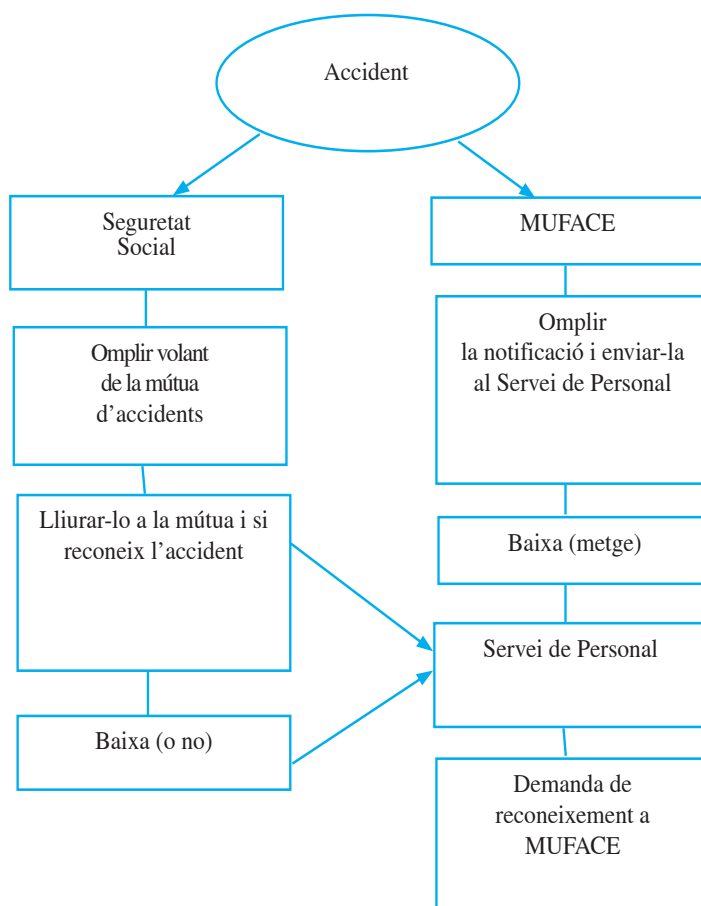 Accident
Seguretat
Social
Omplir volant
de la mútua
d’accidents
Lliurar-lo a la mútua i si
reconeix l’accident
Baixa (o no)
MUFACE
Omplir
la notificació i enviar-la
al Servei de Personal
Baixa (metge)
Servei de Personal
Demanda de
reconeixement a
MUFACE